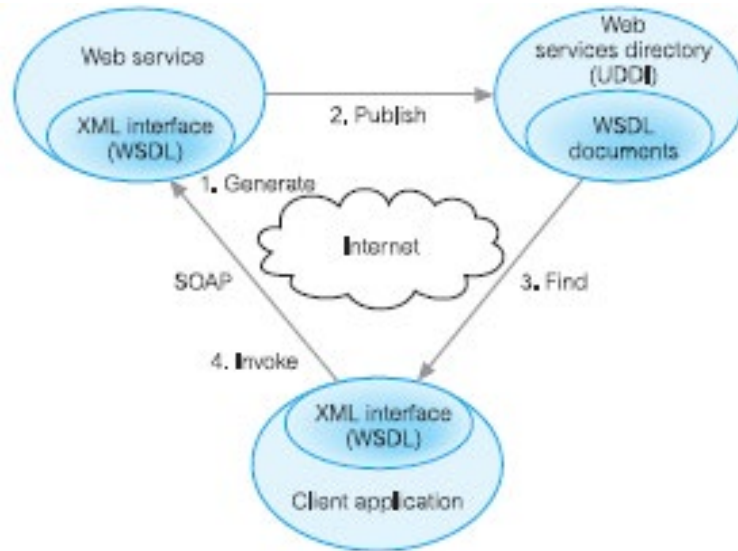 Web service
XML interface
(WSDL)
2. Publish
Web
services directory
(UDDI)
WSDL
documents
1. Generate
Internet
SOAP
3. Find
4. Invoke
XML interface
(WSDL)
Client application